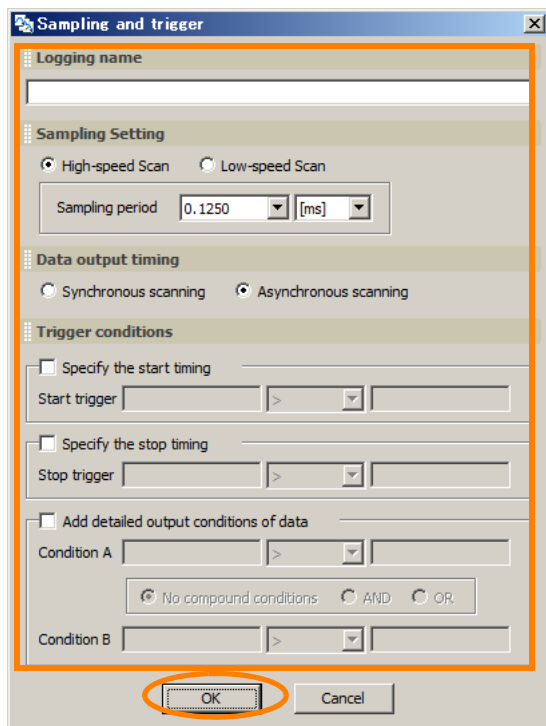 Sampling and trigger
Logging name
Sampling Setting
High-speed Scan Low-speed Scan
Sampling period 0.1250 [ms]
Data output timing
Synchronous scanning Asynchronous scanning
Trigger conditions
Specify the start timing
Start trigger >
Specify the stop timing
Stop trigger >
Add detailed output conditions of data
Condition A >
No compound conditions AND OR
Condition B >
OK Cancel